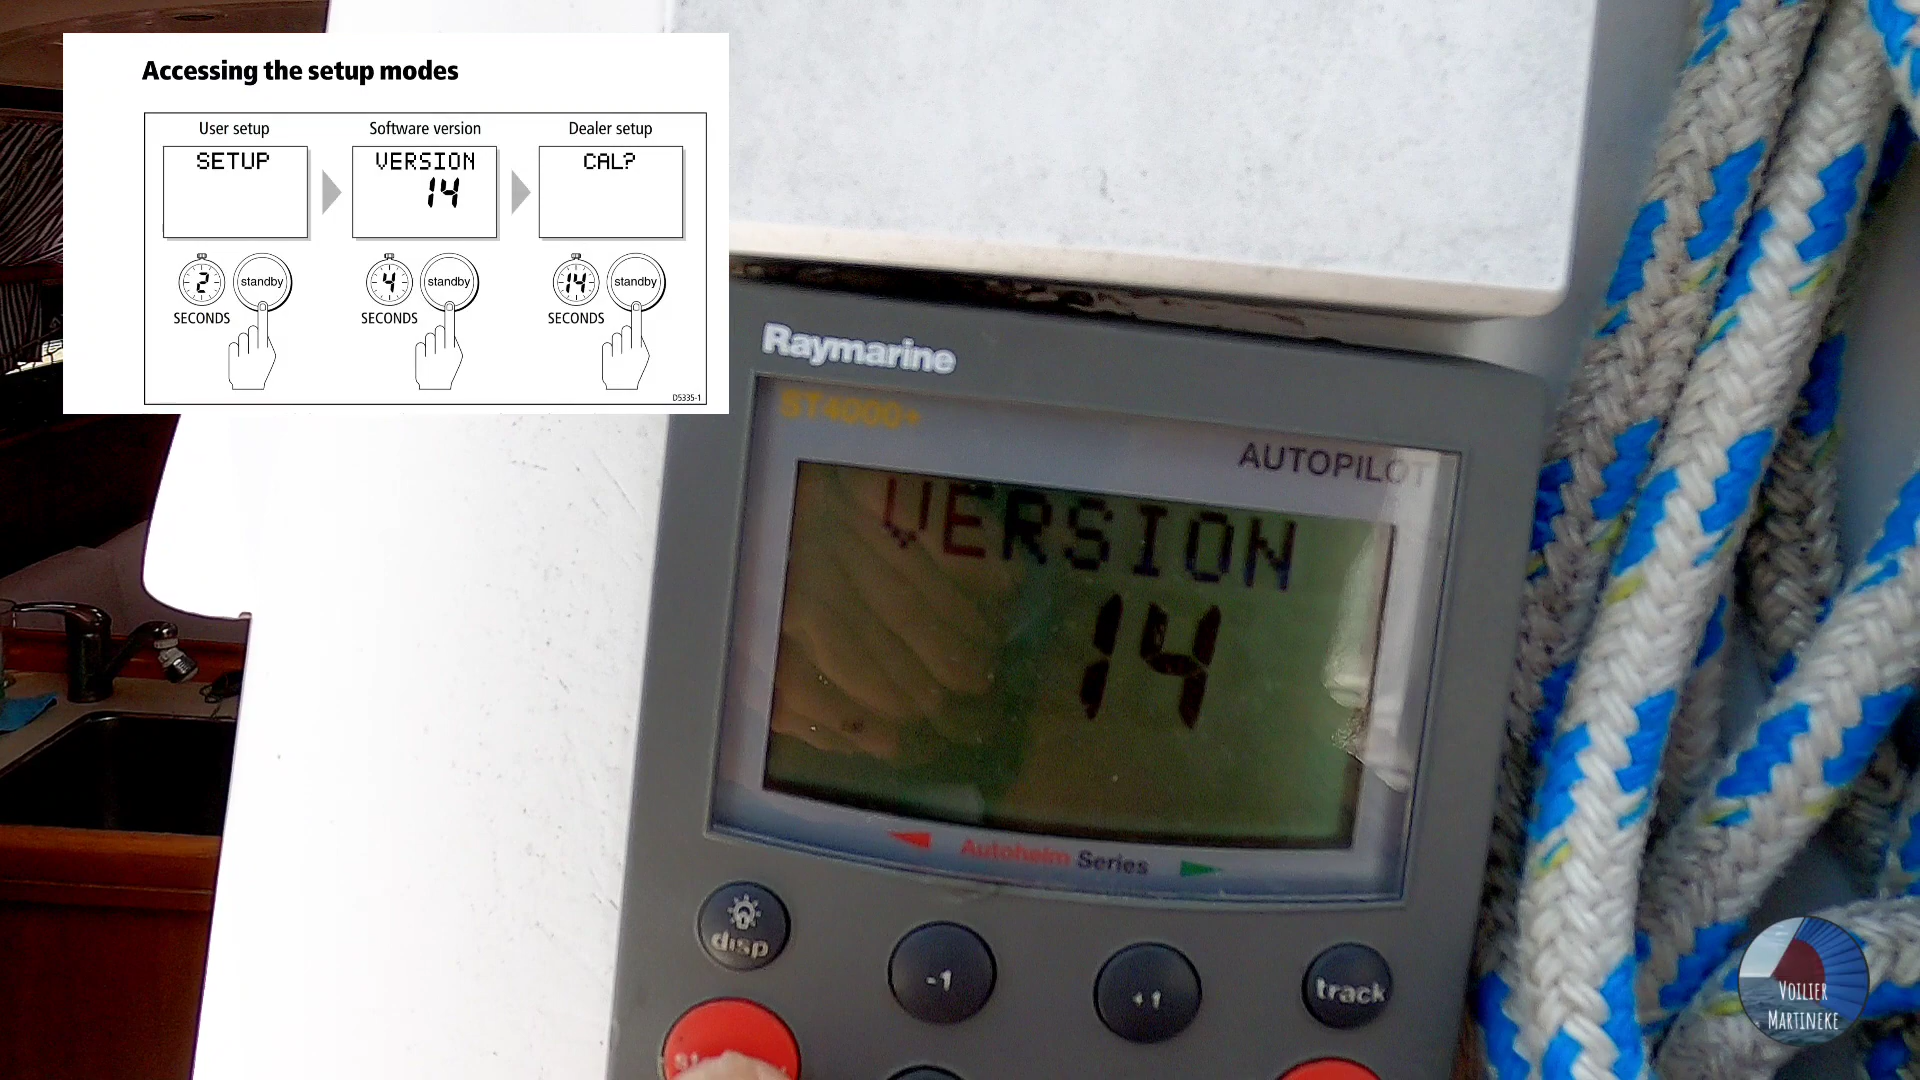 Accessing the setup modes
User setup
Software version
Dealer setup
SETUP
VERSION
14
CAL?
2
standby
4
standby
14
standby
SECONDS
SECONDS
SECONDS
D5335-1
Raymarine
ST4000+
AUTOPILOT
VERSION
14
Autohelm Series
disp
-1
+1
track
VOILIER
MARTINEKE